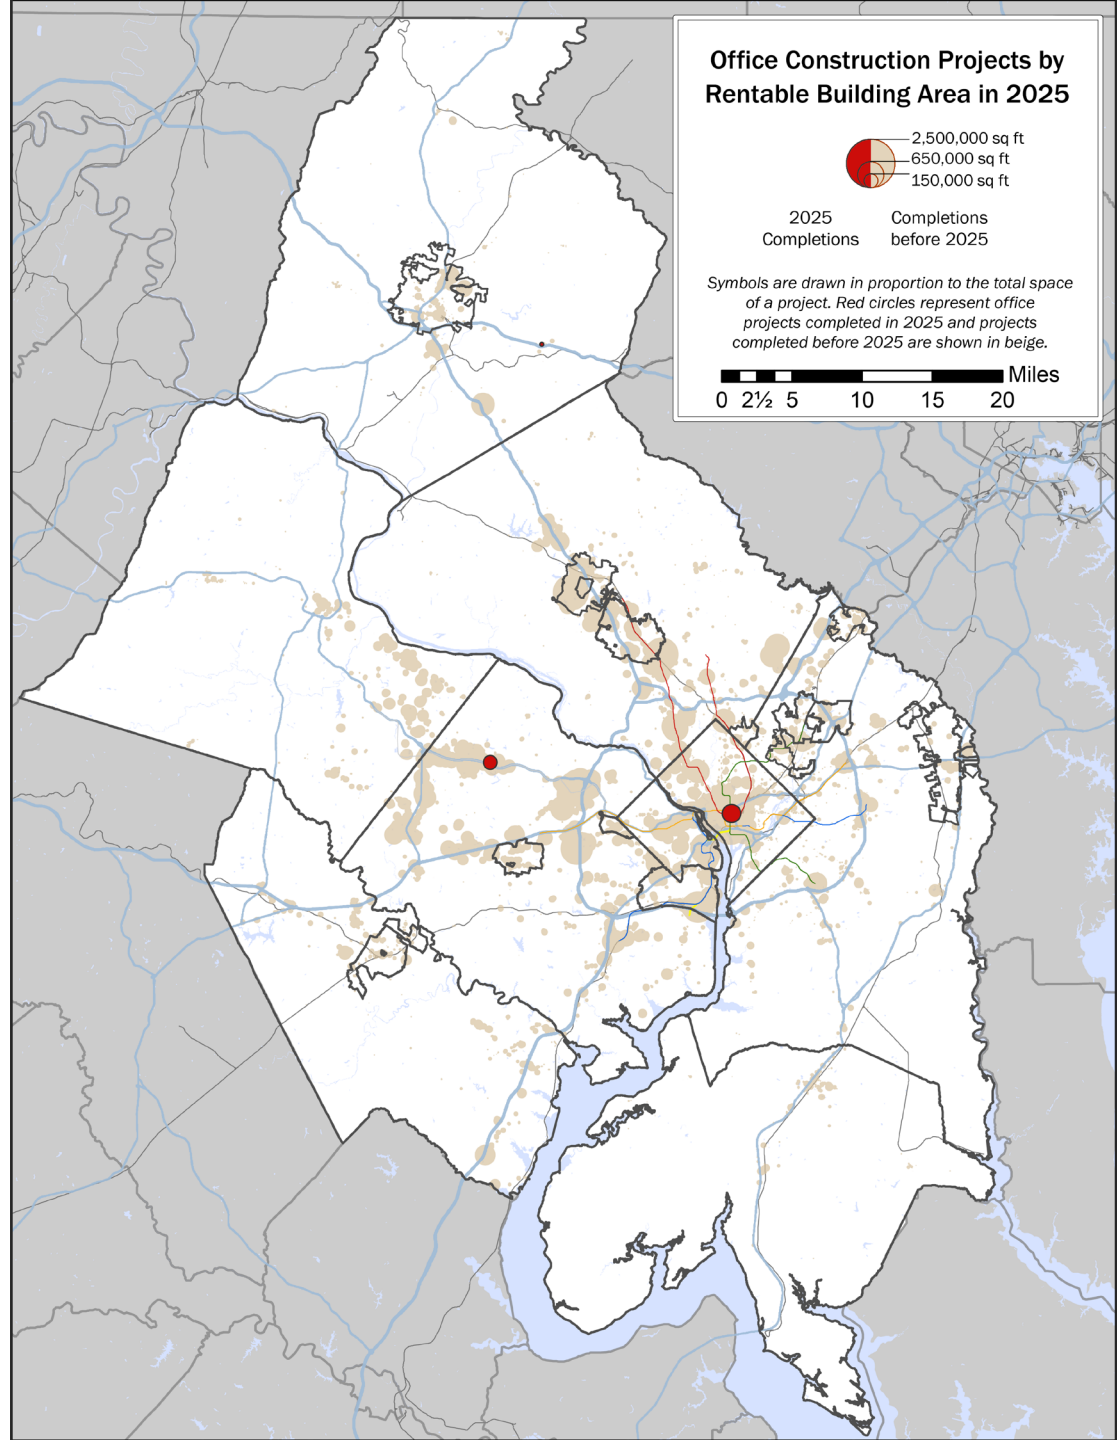 Office Construction Projects by
Rentable Building Area in 2025
2,500,000 sq ft
650,000 sq ft
150,000 sq ft
2025 Completions
Completions before 2025
Symbols are drawn in proportion to the total space
of a project. Red circles represent office
projects completed in 2025 and projects
completed before 2025 are shown in beige.
Miles
0 2½ 5 10 15 20